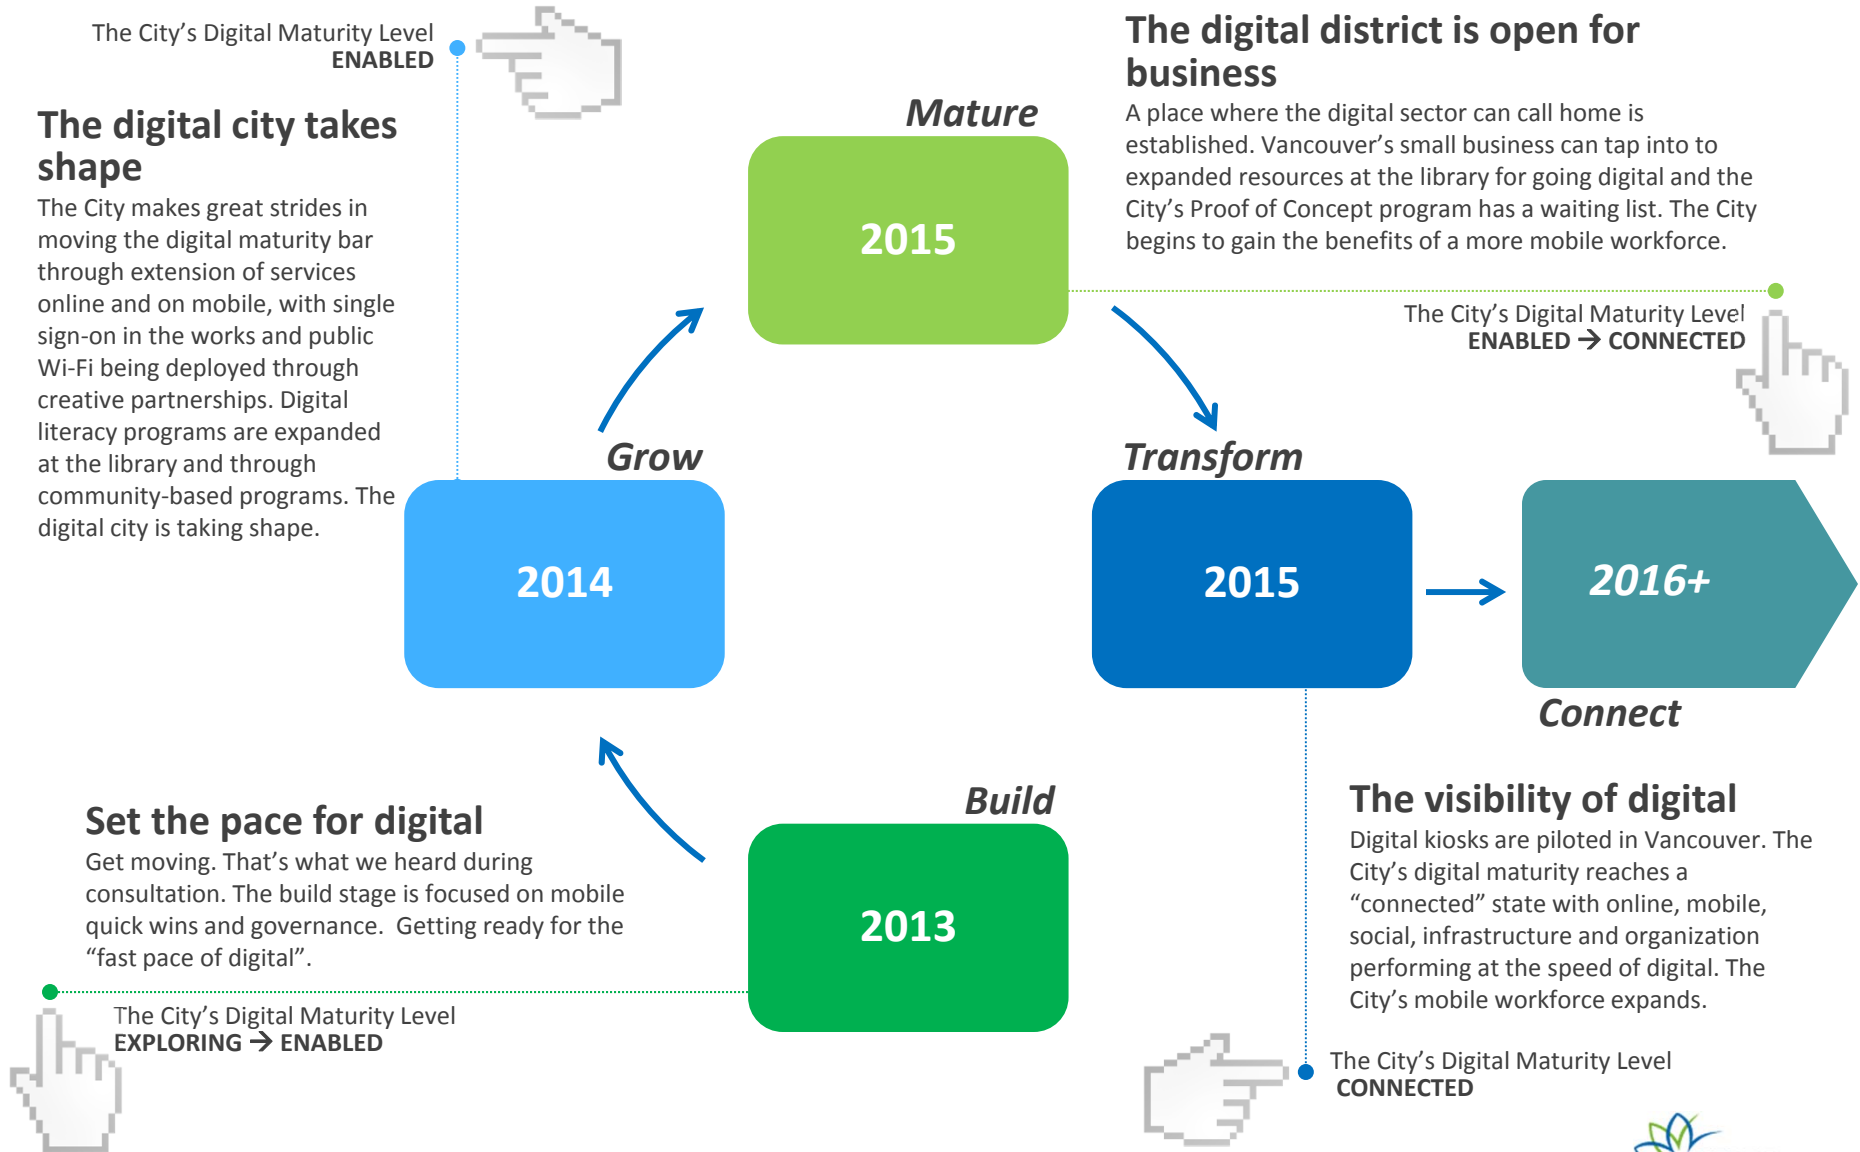 The City’s Digital Maturity Level
ENABLED
The digital city takes
shape
The City makes great strides in
moving the digital maturity bar
through extension of services
online and on mobile, with single
sign-on in the works and public
Wi-Fi being deployed through
creative partnerships. Digital
literacy programs are expanded
at the library and through
community-based programs. The
digital city is taking shape.
Mature
2015
The digital district is open for
business
A place where the digital sector can call home is
established. Vancouver’s small business can tap into to
expanded resources at the library for going digital and the
City’s Proof of Concept program has a waiting list. The City
begins to gain the benefits of a more mobile workforce.
The City’s Digital Maturity Level
ENABLED → CONNECTED
Grow
2014
Transform
2015
2016+
Connect
Set the pace for digital
Get moving. That’s what we heard during
consultation. The build stage is focused on mobile
quick wins and governance.  Getting ready for the
“fast pace of digital”.
The City’s Digital Maturity Level
EXPLORING → ENABLED
Build
2013
The visibility of digital
Digital kiosks are piloted in Vancouver. The
City’s digital maturity reaches a
“connected” state with online, mobile,
social, infrastructure and organization
performing at the speed of digital. The
City’s mobile workforce expands.
The City’s Digital Maturity Level
CONNECTED